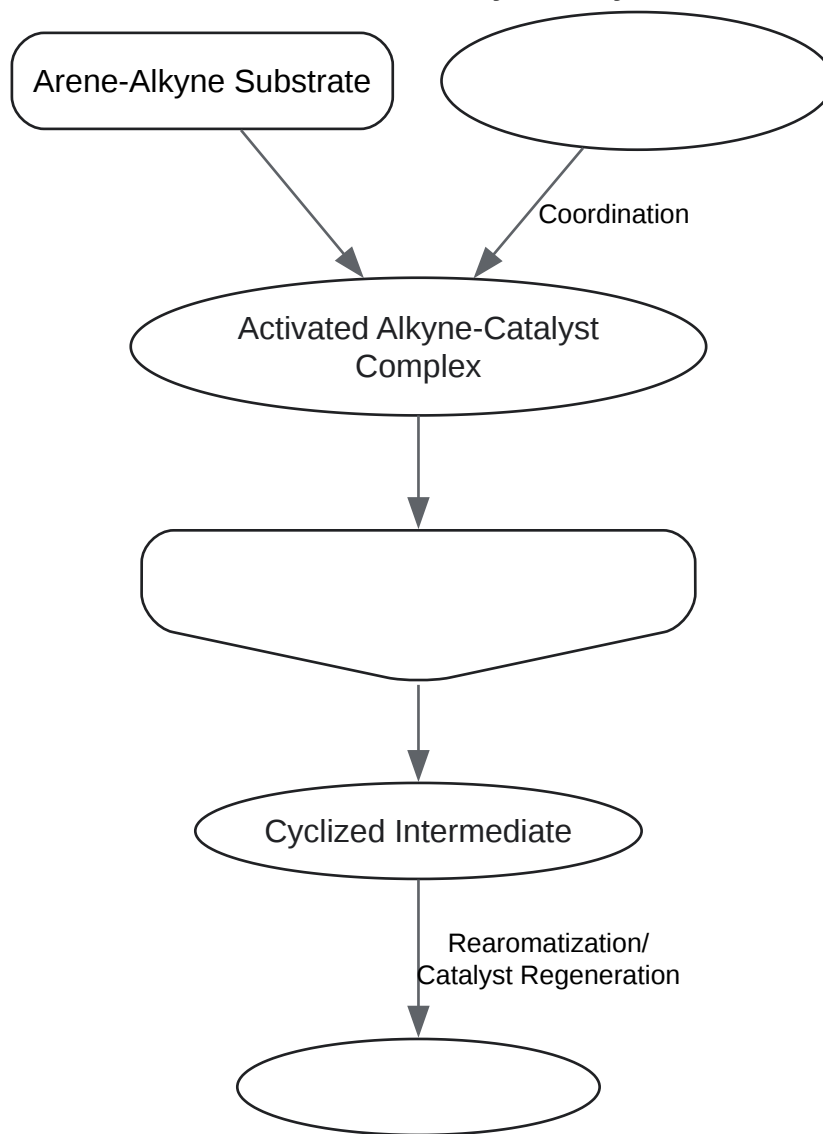 Arene-Alkyne Substrate
Coordination
Activated Alkyne-Catalyst
Complex
Cyclized Intermediate
Rearomatization/
Catalyst Regeneration